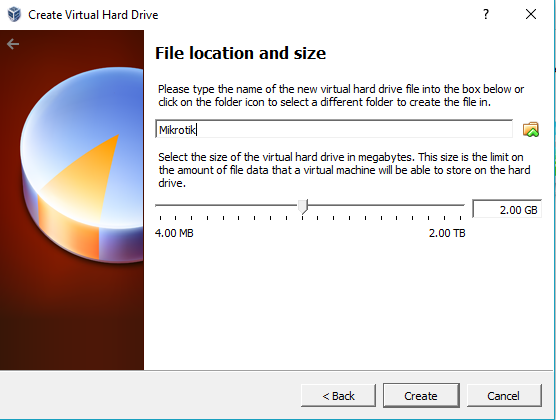 Create Virtual Hard Drive
File location and size
Please type the name of the new virtual hard drive file into the box below or
click on the folder icon to select a different folder to create the file in.
Mikrotik
Select the size of the virtual hard drive in megabytes. This size is the limit on
the amount of file data that a virtual machine will be able to store on the hard
drive.
2.00 GB
4.00 MB 2.00 TB
< Back Create Cancel